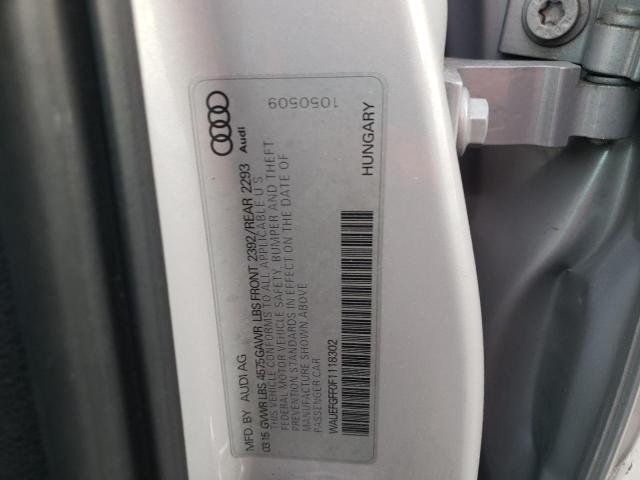 MFD. BY AUDI AG
03.15 GVWR LBS 4575 GAWR LBS FRONT 2392/REAR 2293
THIS VEHICLE CONFORMS TO ALL APPLICABLE U S
FEDERAL MOTOR VEHICLE SAFETY, BUMPER AND THEFT
PREVENTION STANDARDS IN EFFECT ON THE DATE OF
MANUFACTURE SHOWN ABOVE
PASSENGER CAR
WAUEFGFF0F1118302
HUNGARY
Audi
1050509